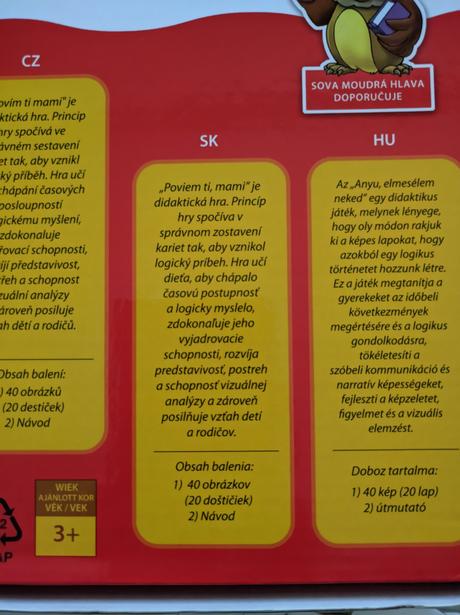 SOVA MOUDRÁ HLAVA
DOPORUČUJE
CZ
ovím ti mami" je
aktická hra. Princip
hry spočívá ve
rávném sestavení
et tak, aby vznikl
ký příběh. Hra učí
chápání časových
posloupností
gickému myšlení,
zdokonaluje
řovací schopnosti,
íjí představivost,
třeh a schopnost
zuální analýzy
ároveň posiluje
ah dětí a rodičů.
Obsah balení:
) 40 obrázků
(20 destiček)
2) Návod
SK
„Poviem ti, mami" je
didaktická hra. Princíp
hry spočíva v
správnom zostavení
kariet tak, aby vznikol
logický príbeh. Hra učí
dieťa, aby chápalo
časovú postupnosť
a logicky myslelo,
zdokonaľuje jeho
vyjadrovacie
schopnosti, rozvíja
predstavivosť, postreh
a schopnosť vizuálnej
analýzy a zároveň
posilňuje vzťah detí
a rodičov.
Obsah balenia:
1) 40 obrázkov
(20 doštičiek)
2) Návod
HU
Az „Anyu, elmesélem
neked" egy didaktikus
játék, melynek lényege,
hogy oly módon rakjuk
ki a képes lapokat, hogy
azokból egy logikus
történetet hozzunk létre.
Ez a játék megtanítja a
gyerekeket az időbeli
következmények
megértésére és a logikus
gondolkodásra,
tökéletesíti a
szóbeli kommunikáció és
narratív képességeket,
fejleszti a képzeletet,
figyelmet és a vizuális
elemzést.
Doboz tartalma:
1) 40 kép (20 lap)
2) útmutató
WIEK
AJÁNLOTT KOR
VĚK / VEK
3+